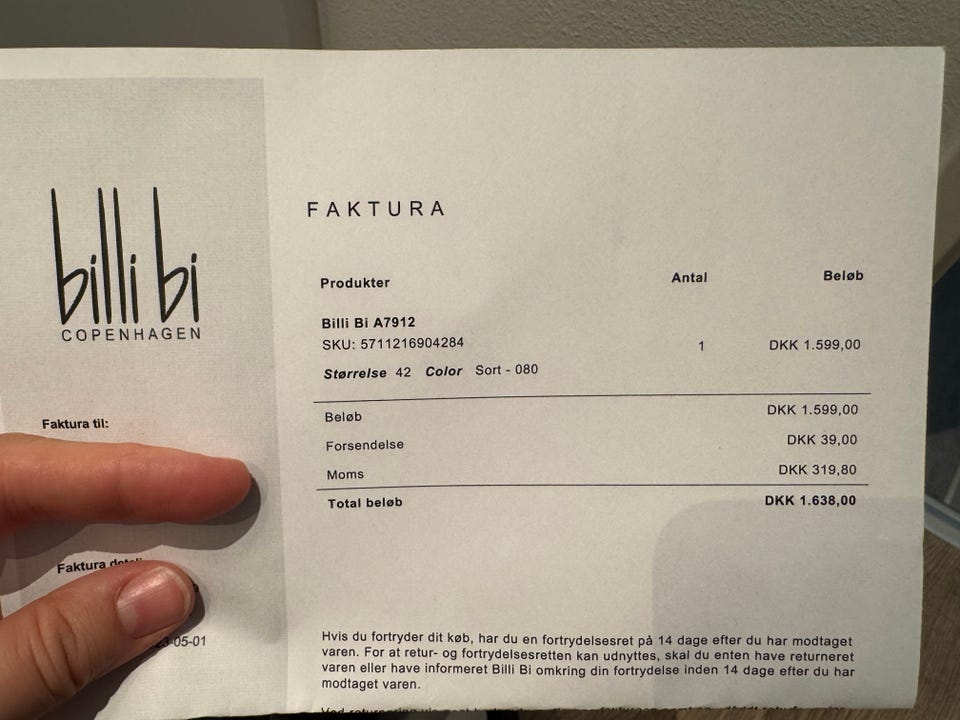 billi bi
COPENHAGEN
Faktura til:
Faktura
23-05-01
FAKTURA
Produkter Antal Beløb
Billi Bi A7912
SKU: 5711216904284 1 DKK 1.599,00
Størrelse 42 Color Sort - 080
Beløb DKK 1.599,00
Forsendelse DKK 39,00
Moms DKK 319,80
Total beløb DKK 1.638,00
Hvis du fortryder dit køb, har du en fortrydelsesret på 14 dage efter du har modtaget
varen. For at retur- og fortrydelsesretten kan udnyttes, skal du enten have returneret
varen eller have informeret Billi Bi omkring din fortrydelse inden 14 dage efter du har
modtaget varen.